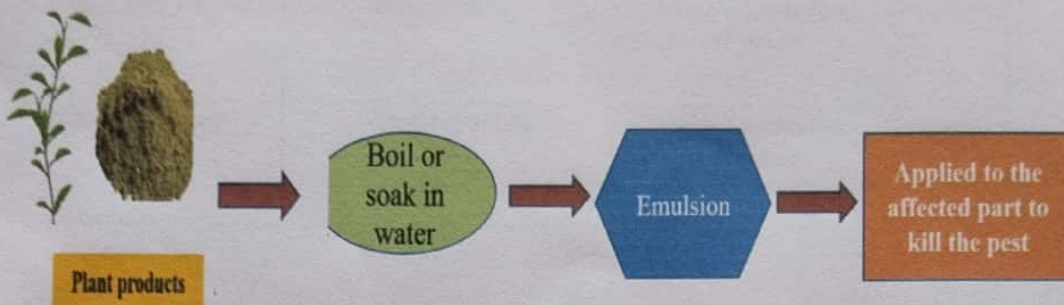 Plant products
Boil or
soak in
water
Emulsion
Applied to the
affected part to
kill the pest